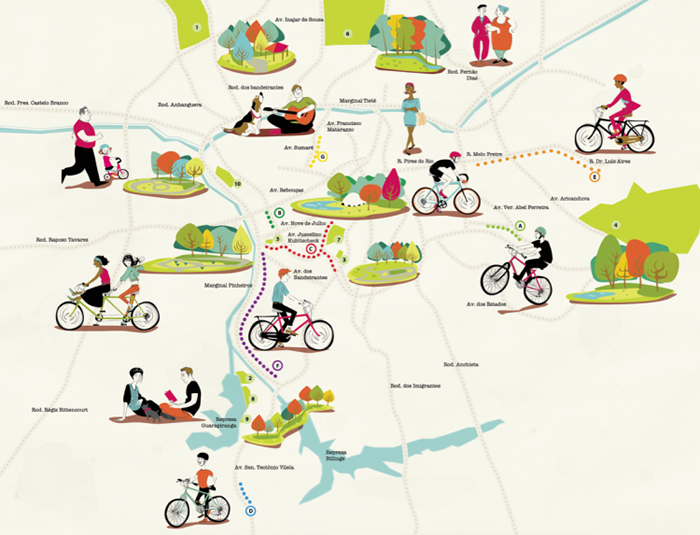 1
Av. Inajar de Sousa
6
Rod. Fernão
Dias
Rod. dos bandeirantes
Rod. Pres. Castelo Branco
Rod. Anhanguera
Marginal Tietê
Av. Francisco
Matarazzo
Av. Sumaré
G
R. Pires do Rio
R. Melo Freire
R. Dr. Luis Aires
E
10
Av. Rebouças
Av. Aricanduva
Av. Ver. Abel Ferreira
B
A
4
Av. Nove de Julho
Av. Juscelino
Kubitscheck
5
7
C
3
Rod. Raposo Tavares
Av. dos
Bandeirantes
Marginal Pinheiros
Av. dos Estados
F
Rod. Anchieta
2
Rod. dos Imigrantes
8
Rod. Régis Bittencourt
9
Represa
Guarapiranga
Represa
Billings
Av. Sen. Teotônio Vilela
D